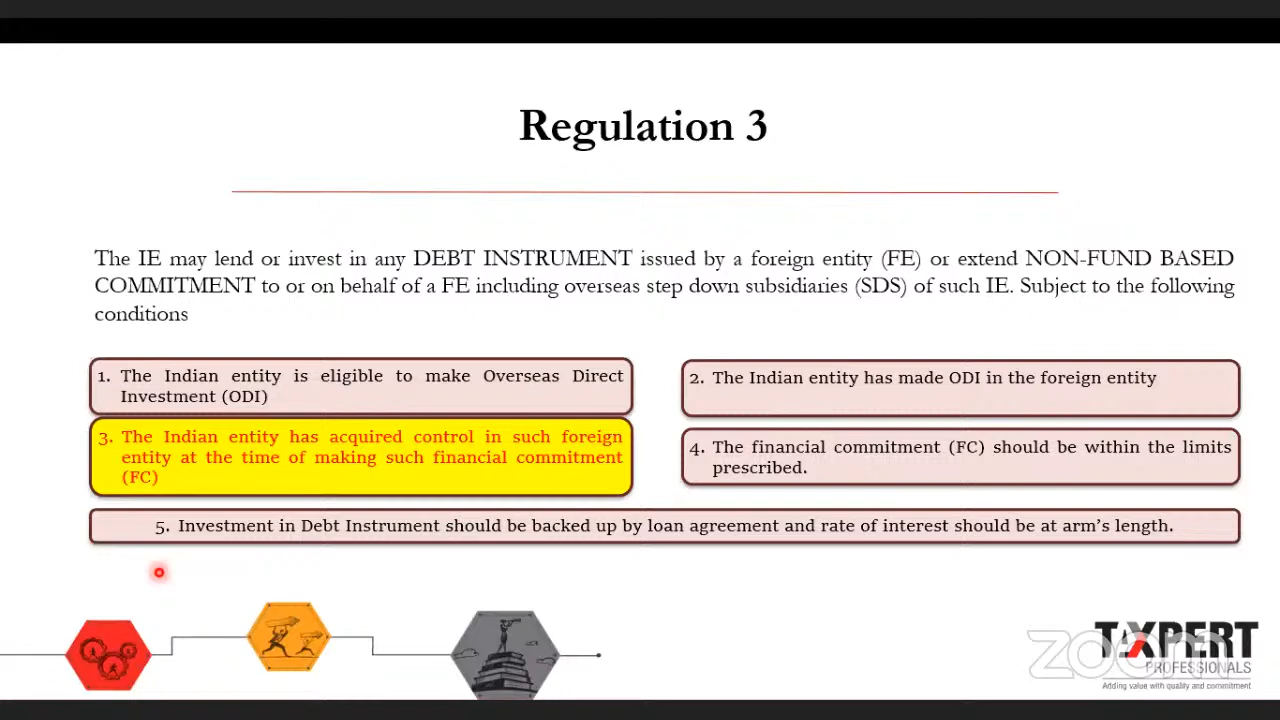 Regulation 3
The IE may lend or invest in any DEBT INSTRUMENT issued by a foreign entity (FE) or extend NON-FUND BASED
COMMITMENT to or on behalf of a FE including overseas step down subsidiaries (SDS) of such IE. Subject to the following
conditions
1. The Indian entity is eligible to make Overseas Direct
Investment (ODI)
2. The Indian entity has made ODI in the foreign entity
3. The Indian entity has acquired control in such foreign
entity at the time of making such financial commitment
(FC)
4. The financial commitment (FC) should be within the limits
prescribed.
5. Investment in Debt Instrument should be backed up by loan agreement and rate of interest should be at arm's length.
TAXPERT
zoom
PROFESSIONALS
Adding value with quality and commitment